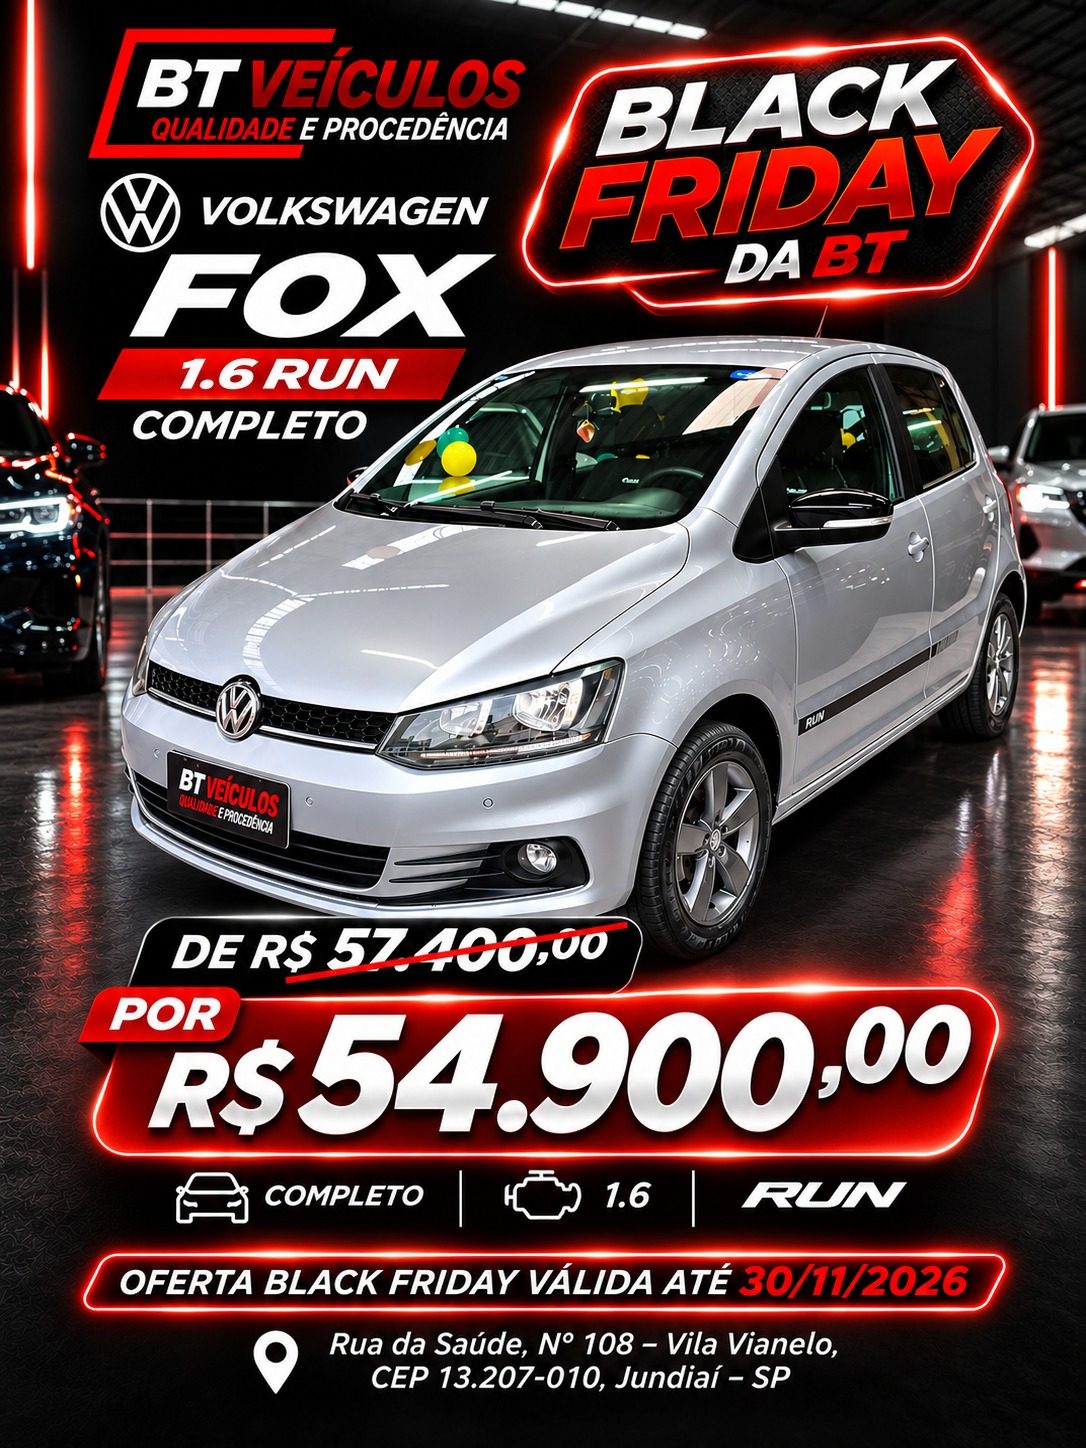 BT VEÍCULOS
QUALIDADE E PROCEDÊNCIA
BLACK
FRIDAY
DA BT
VOLKSWAGEN
FOX
1.6 RUN
COMPLETO
RUN
BT VEÍCULOS
QUALIDADE E PROCEDÊNCIA
DE R$ 57.400,00
POR
R$ 54.900,00
COMPLETO
1.6
RUN
OFERTA BLACK FRIDAY VÁLIDA ATÉ 30/11/2026
Rua da Saúde, Nº 108 – Vila Vianelo,
CEP 13.207-010, Jundiaí – SP